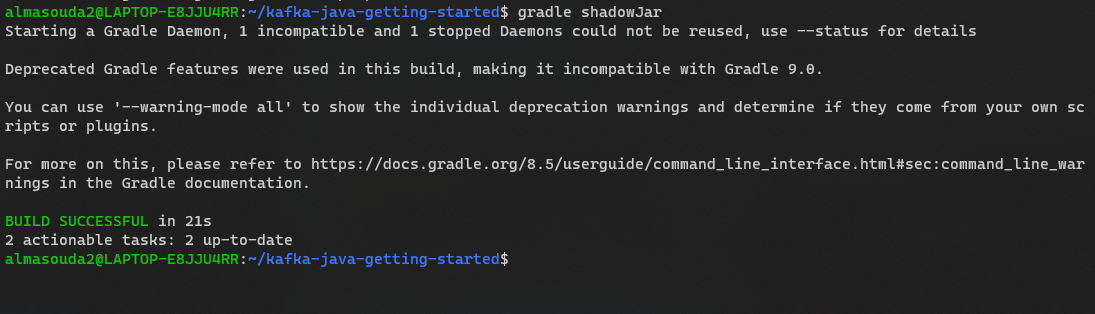 almasouda2@LAPTOP-E8JJU4RR:~/kafka-java-getting-started$ gradle shadowJar
Starting a Gradle Daemon, 1 incompatible and 1 stopped Daemons could not be reused, use --status for details
Deprecated Gradle features were used in this build, making it incompatible with Gradle 9.0.
You can use '--warning-mode all' to show the individual deprecation warnings and determine if they come from your own sc
ripts or plugins.
For more on this, please refer to https://docs.gradle.org/8.5/userguide/command_line_interface.html#sec:command_line_war
nings in the Gradle documentation.
BUILD SUCCESSFUL in 21s
2 actionable tasks: 2 up-to-date
almasouda2@LAPTOP-E8JJU4RR:~/kafka-java-getting-started$